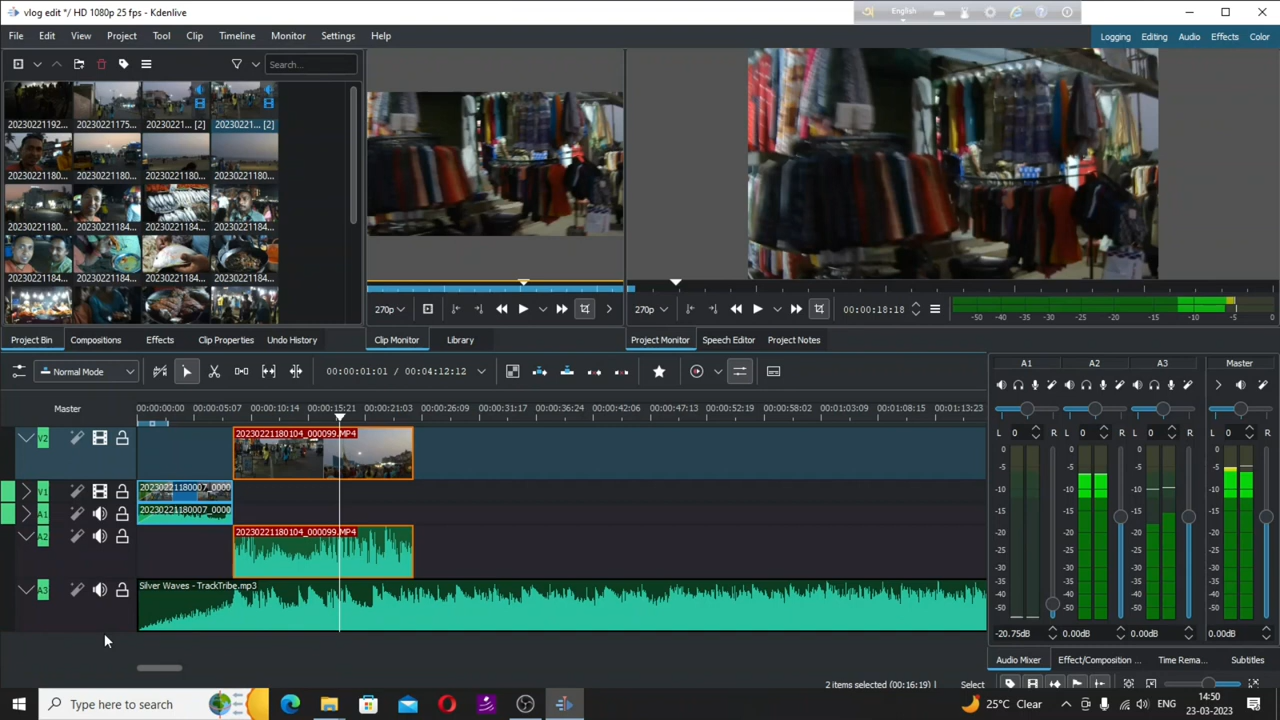 vlog edit */ HD 1080p 25 fps - Kdenlive
English
File Edit View Project Tool Clip Timeline Monitor Settings Help
Logging Editing Audio Effects Color
Search...
20230221192... 20230221175... 20230221... [2] 20230221... [2]
20230221180... 20230221180... 20230221180... 20230221180...
20230221180... 20230221184... 20230221184... 20230221184...
20230221184... 20230221184... 20230221184... 20230221184...
270p 270p 00:00:18:18 -50 -40 -30 -25 -20 -15 -10 -5 0
Project Bin Compositions Effects Clip Properties Undo History Clip Monitor Library Project Monitor Speech Editor Project Notes
Normal Mode 00:00:01:01 / 00:04:12:12
A1 A2 A3 Master
Master 00:00:00:00 00:00:05:07 00:00:10:14 00:00:15:21 00:00:21:03 00:00:26:09 00:00:31:17 00:00:36:24 00:00:42:06 00:00:47:13 00:00:52:19 00:00:58:02 00:01:03:09 00:01:08:15 00:01:13:23
L 0 R L 0 R L 0 R L 0 R
V2 20230221180104_000099.MP4
V1 20230221180007_0000
A1 20230221180007_0000
A2 20230221180104_000099.MP4
A3 Silver Waves - TrackTribe.mp3
0 -5 -10 -15 -20 -25 -30 -35 -40 -45 -50
0 -5 -10 -15 -20 -25 -30 -35 -40 -45 -50
0 -5 -10 -15 -20 -25 -30 -35 -40 -45 -50
0 -5 -10 -15 -20 -25 -30 -35 -40 -45 -50
-20.75dB 0.00dB 0.00dB 0.00dB
Audio Mixer Effect/Composition ... Time Rema... Subtitles
2 items selected (00:16:19) Select
Type here to search
25°C Clear
ENG
14:50
23-03-2023